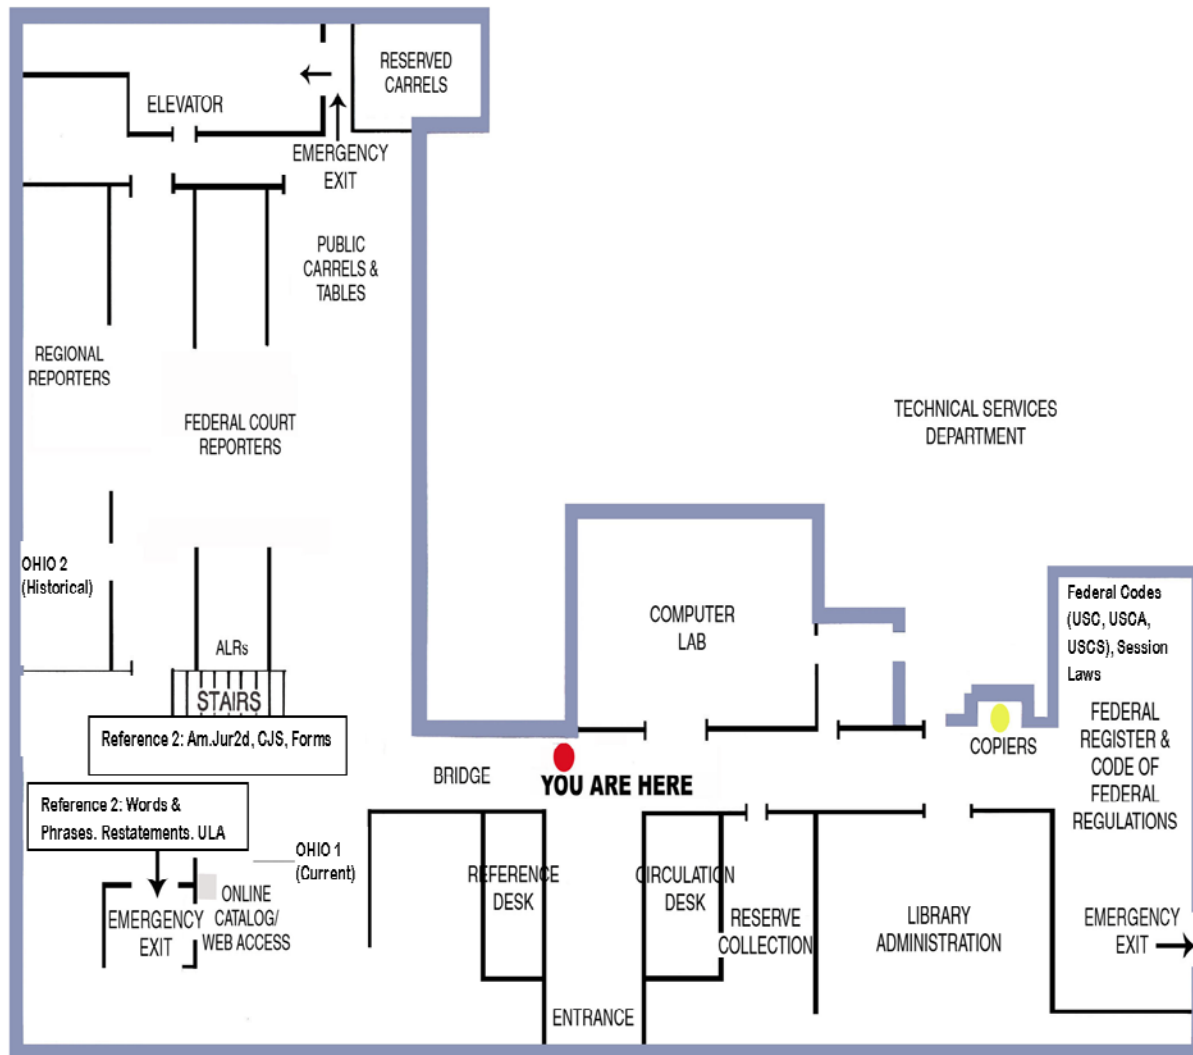 RESERVED
CARRELS
ELEVATOR
EMERGENCY
EXIT
PUBLIC
CARRELS &
TABLES
REGIONAL
REPORTERS
FEDERAL COURT
REPORTERS
TECHNICAL SERVICES
DEPARTMENT
OHIO 2
(Historical)
ALRs
STAIRS
Reference 2: Am.Jur2d, CJS, Forms
COMPUTER
LAB
Federal Codes
(USC, USCA,
USCS), Session
Laws
FEDERAL
REGISTER &
CODE OF
FEDERAL
REGULATIONS
COPIERS
BRIDGE
YOU ARE HERE
Reference 2: Words &
Phrases. Restatements. ULA
OHIO 1
(Current)
EMERGENCY
EXIT
ONLINE
CATALOG/
WEB ACCESS
REFERENCE
DESK
CIRCULATION
DESK
RESERVE
COLLECTION
LIBRARY
ADMINISTRATION
EMERGENCY
EXIT
ENTRANCE